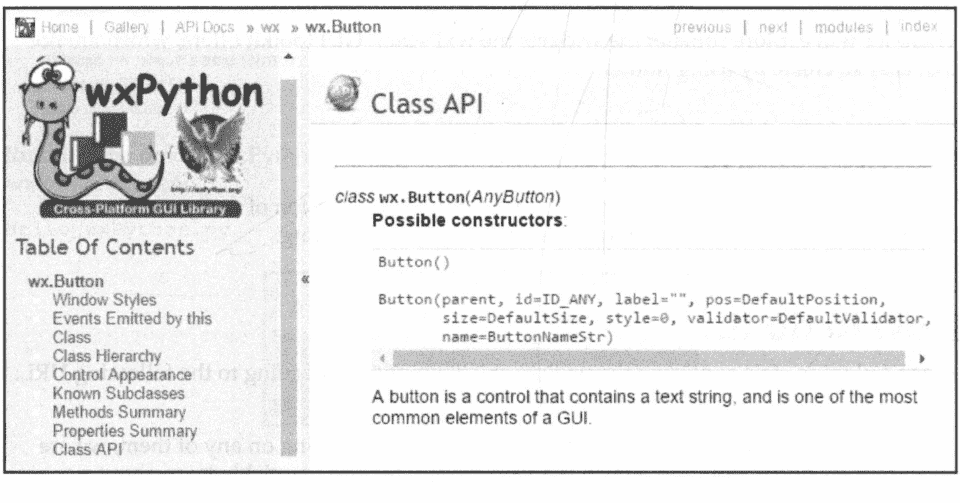 Home | Gallery | API Docs » wx » wx.Button
previous | next | modules | index
wxPython
http://wxPython.org/
Cross-Platform GUI Library
Table Of Contents
wx.Button
Window Styles
Events Emitted by this
Class
Class Hierarchy
Control Appearance
Known Subclasses
Methods Summary
Properties Summary
Class API
«
Class API
class wx.Button(AnyButton)
Possible constructors:
Button()
Button(parent, id=ID_ANY, label="", pos=DefaultPosition,
size=DefaultSize, style=0, validator=DefaultValidator,
name=ButtonNameStr)
A button is a control that contains a text string, and is one of the most
common elements of a GUI.